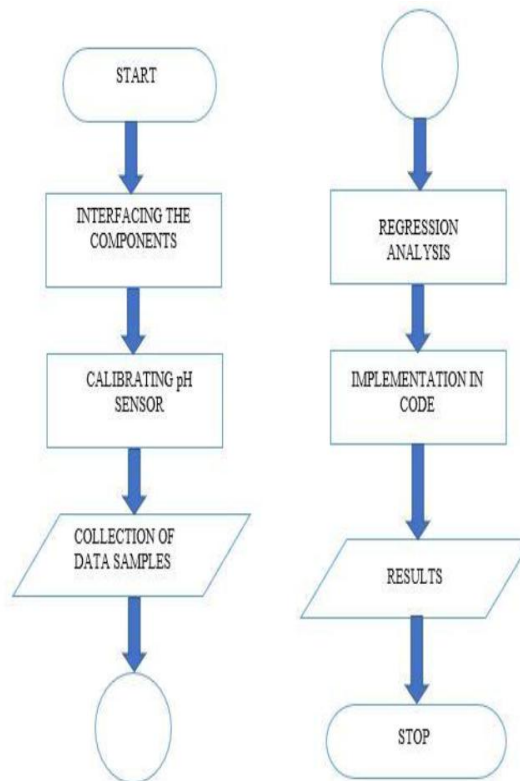 START
INTERFACING THE
COMPONENTS
CALIBRATING pH
SENSOR
COLLECTION OF
DATA SAMPLES
REGRESSION
ANALYSIS
IMPLEMENTATION IN
CODE
RESULTS
STOP